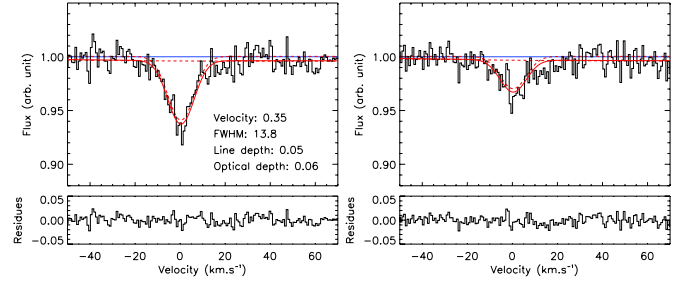 1.00
0.95
0.90
Flux (arb. unit)
Velocity: 0.35
FWHM: 13.8
Line depth: 0.05
Optical depth: 0.06
0.05
0.00
−0.05
Residues
−40 −20 0 20 40 60
Velocity (km.s⁻¹)
1.00
0.95
0.90
Flux (arb. unit)
0.05
0.00
−0.05
Residues
−40 −20 0 20 40 60
Velocity (km.s⁻¹)